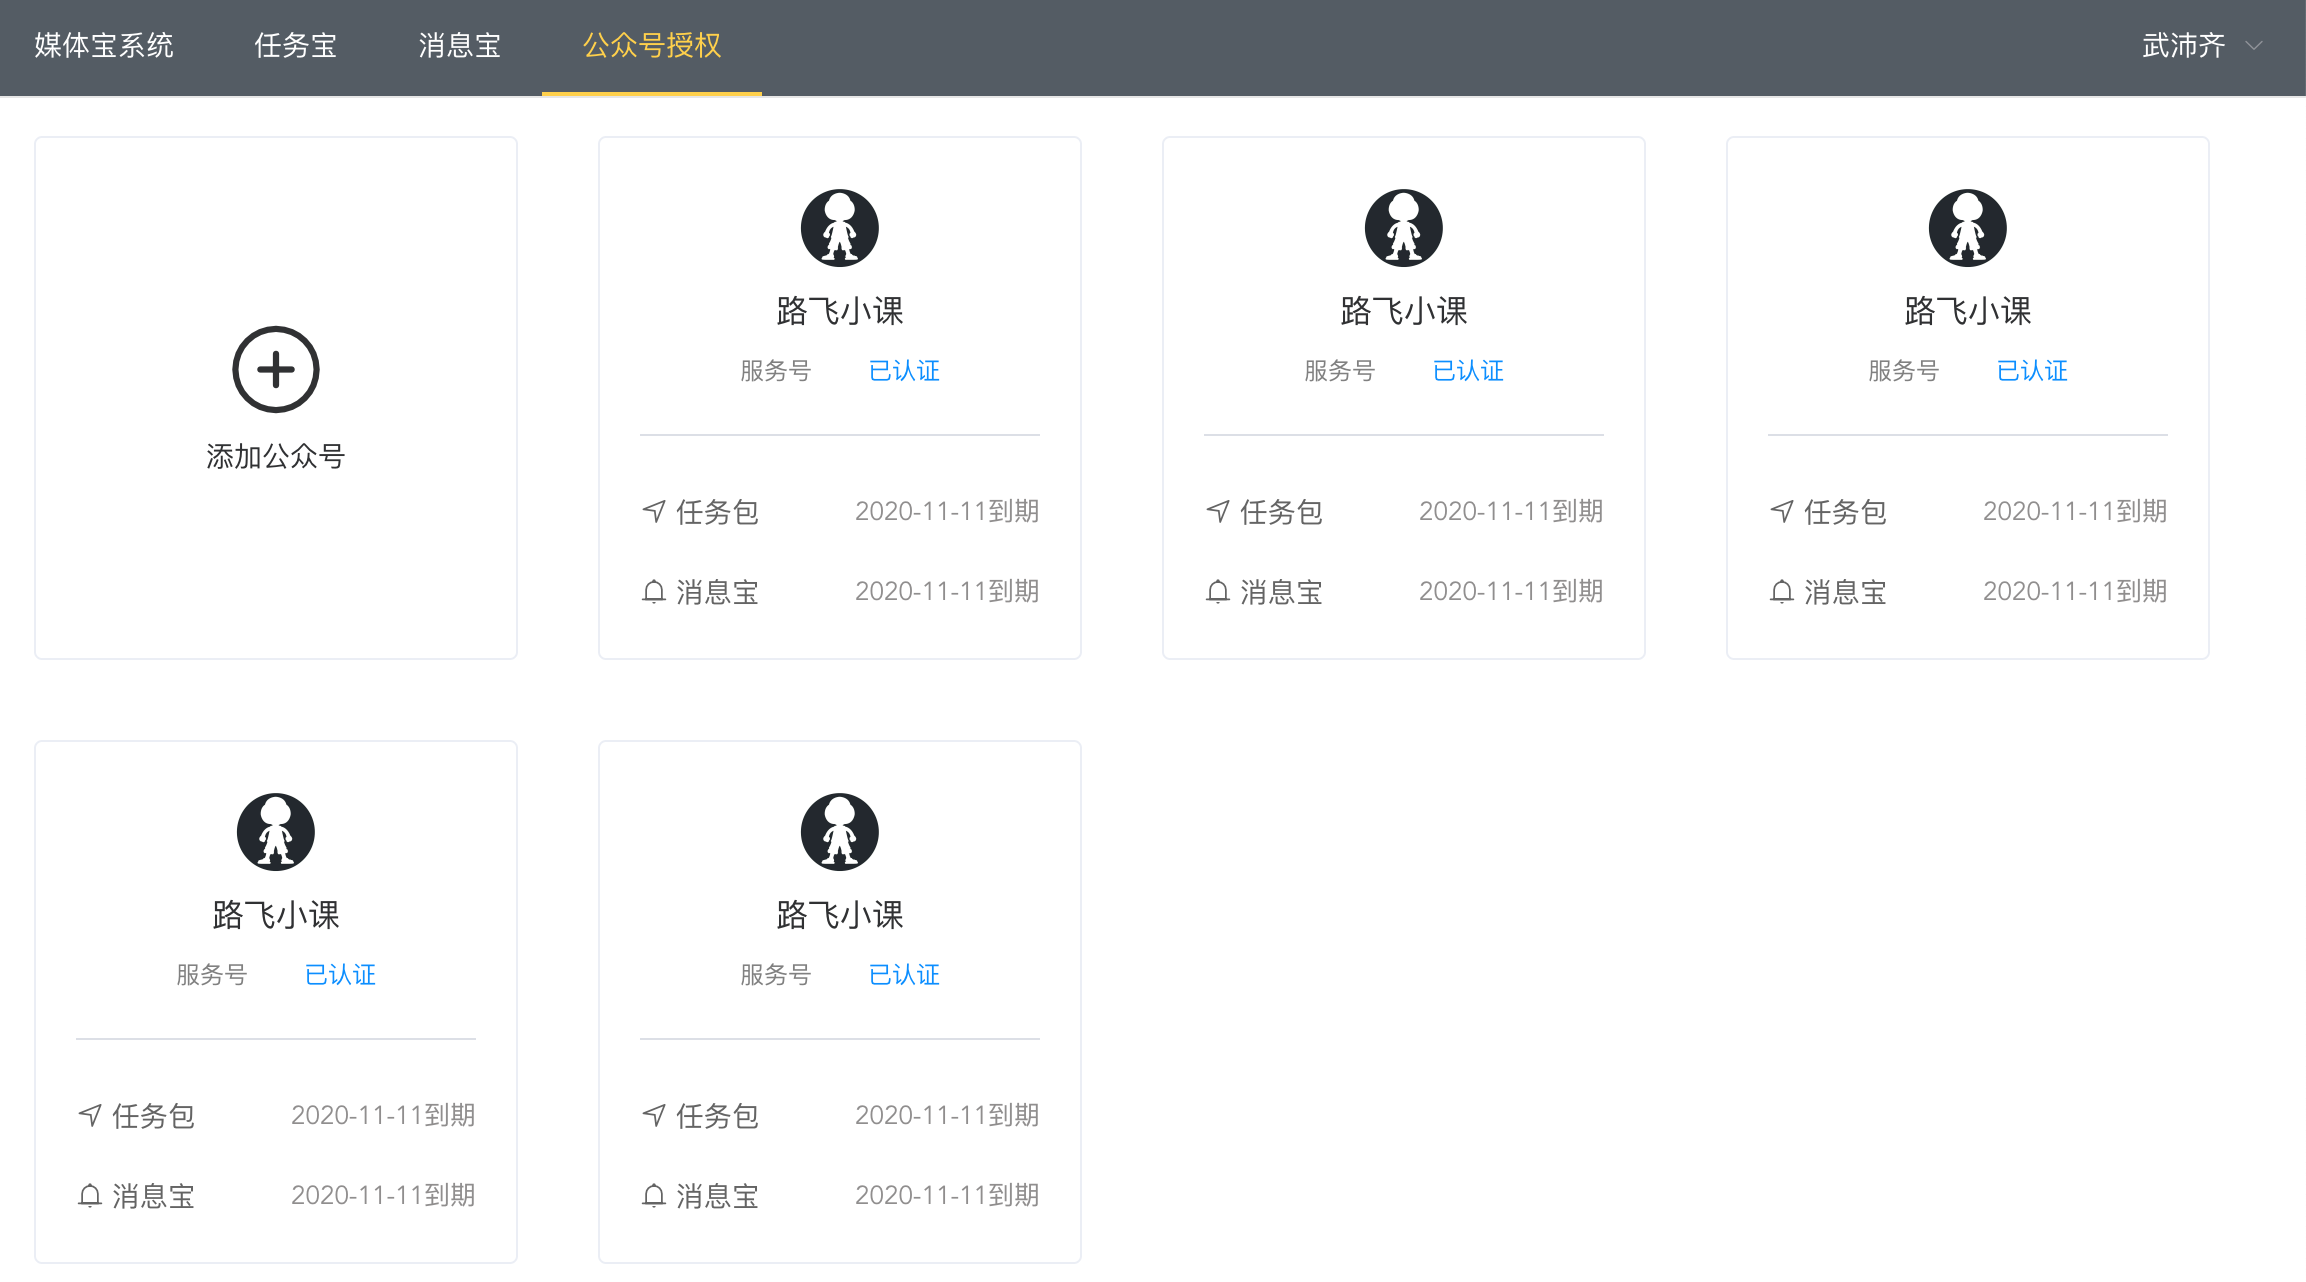 媒体宝系统 任务宝 消息宝 公众号授权 武沛齐
添加公众号
路飞小课
服务号 已认证
任务包 2020-11-11到期
消息宝 2020-11-11到期
路飞小课
服务号 已认证
任务包 2020-11-11到期
消息宝 2020-11-11到期
路飞小课
服务号 已认证
任务包 2020-11-11到期
消息宝 2020-11-11到期
路飞小课
服务号 已认证
任务包 2020-11-11到期
消息宝 2020-11-11到期
路飞小课
服务号 已认证
任务包 2020-11-11到期
消息宝 2020-11-11到期